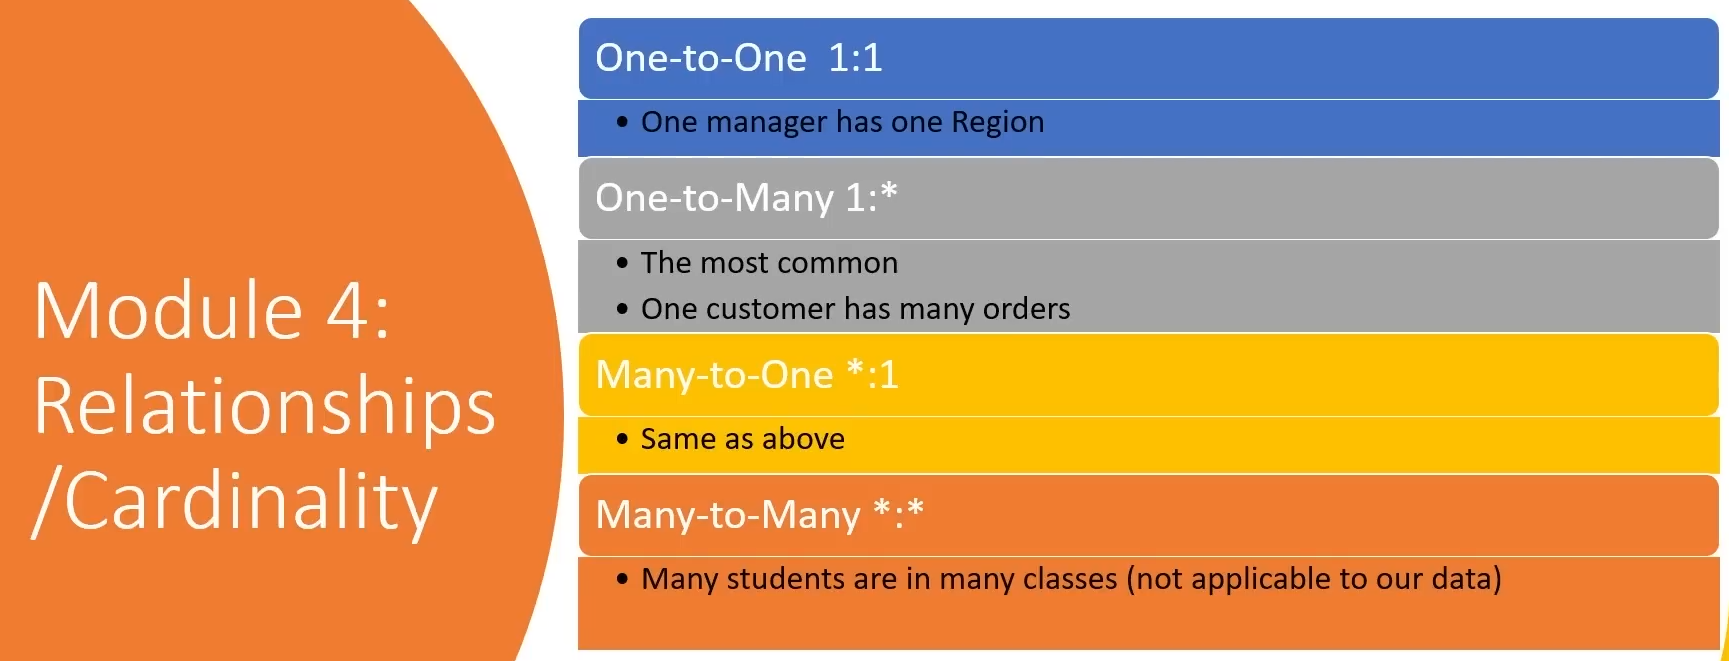 Module 4:
Relationships
/Cardinality
One-to-One  1:1
• One manager has one Region
One-to-Many 1:*
• The most common
• One customer has many orders
Many-to-One *:1
• Same as above
Many-to-Many *:*
• Many students are in many classes (not applicable to our data)